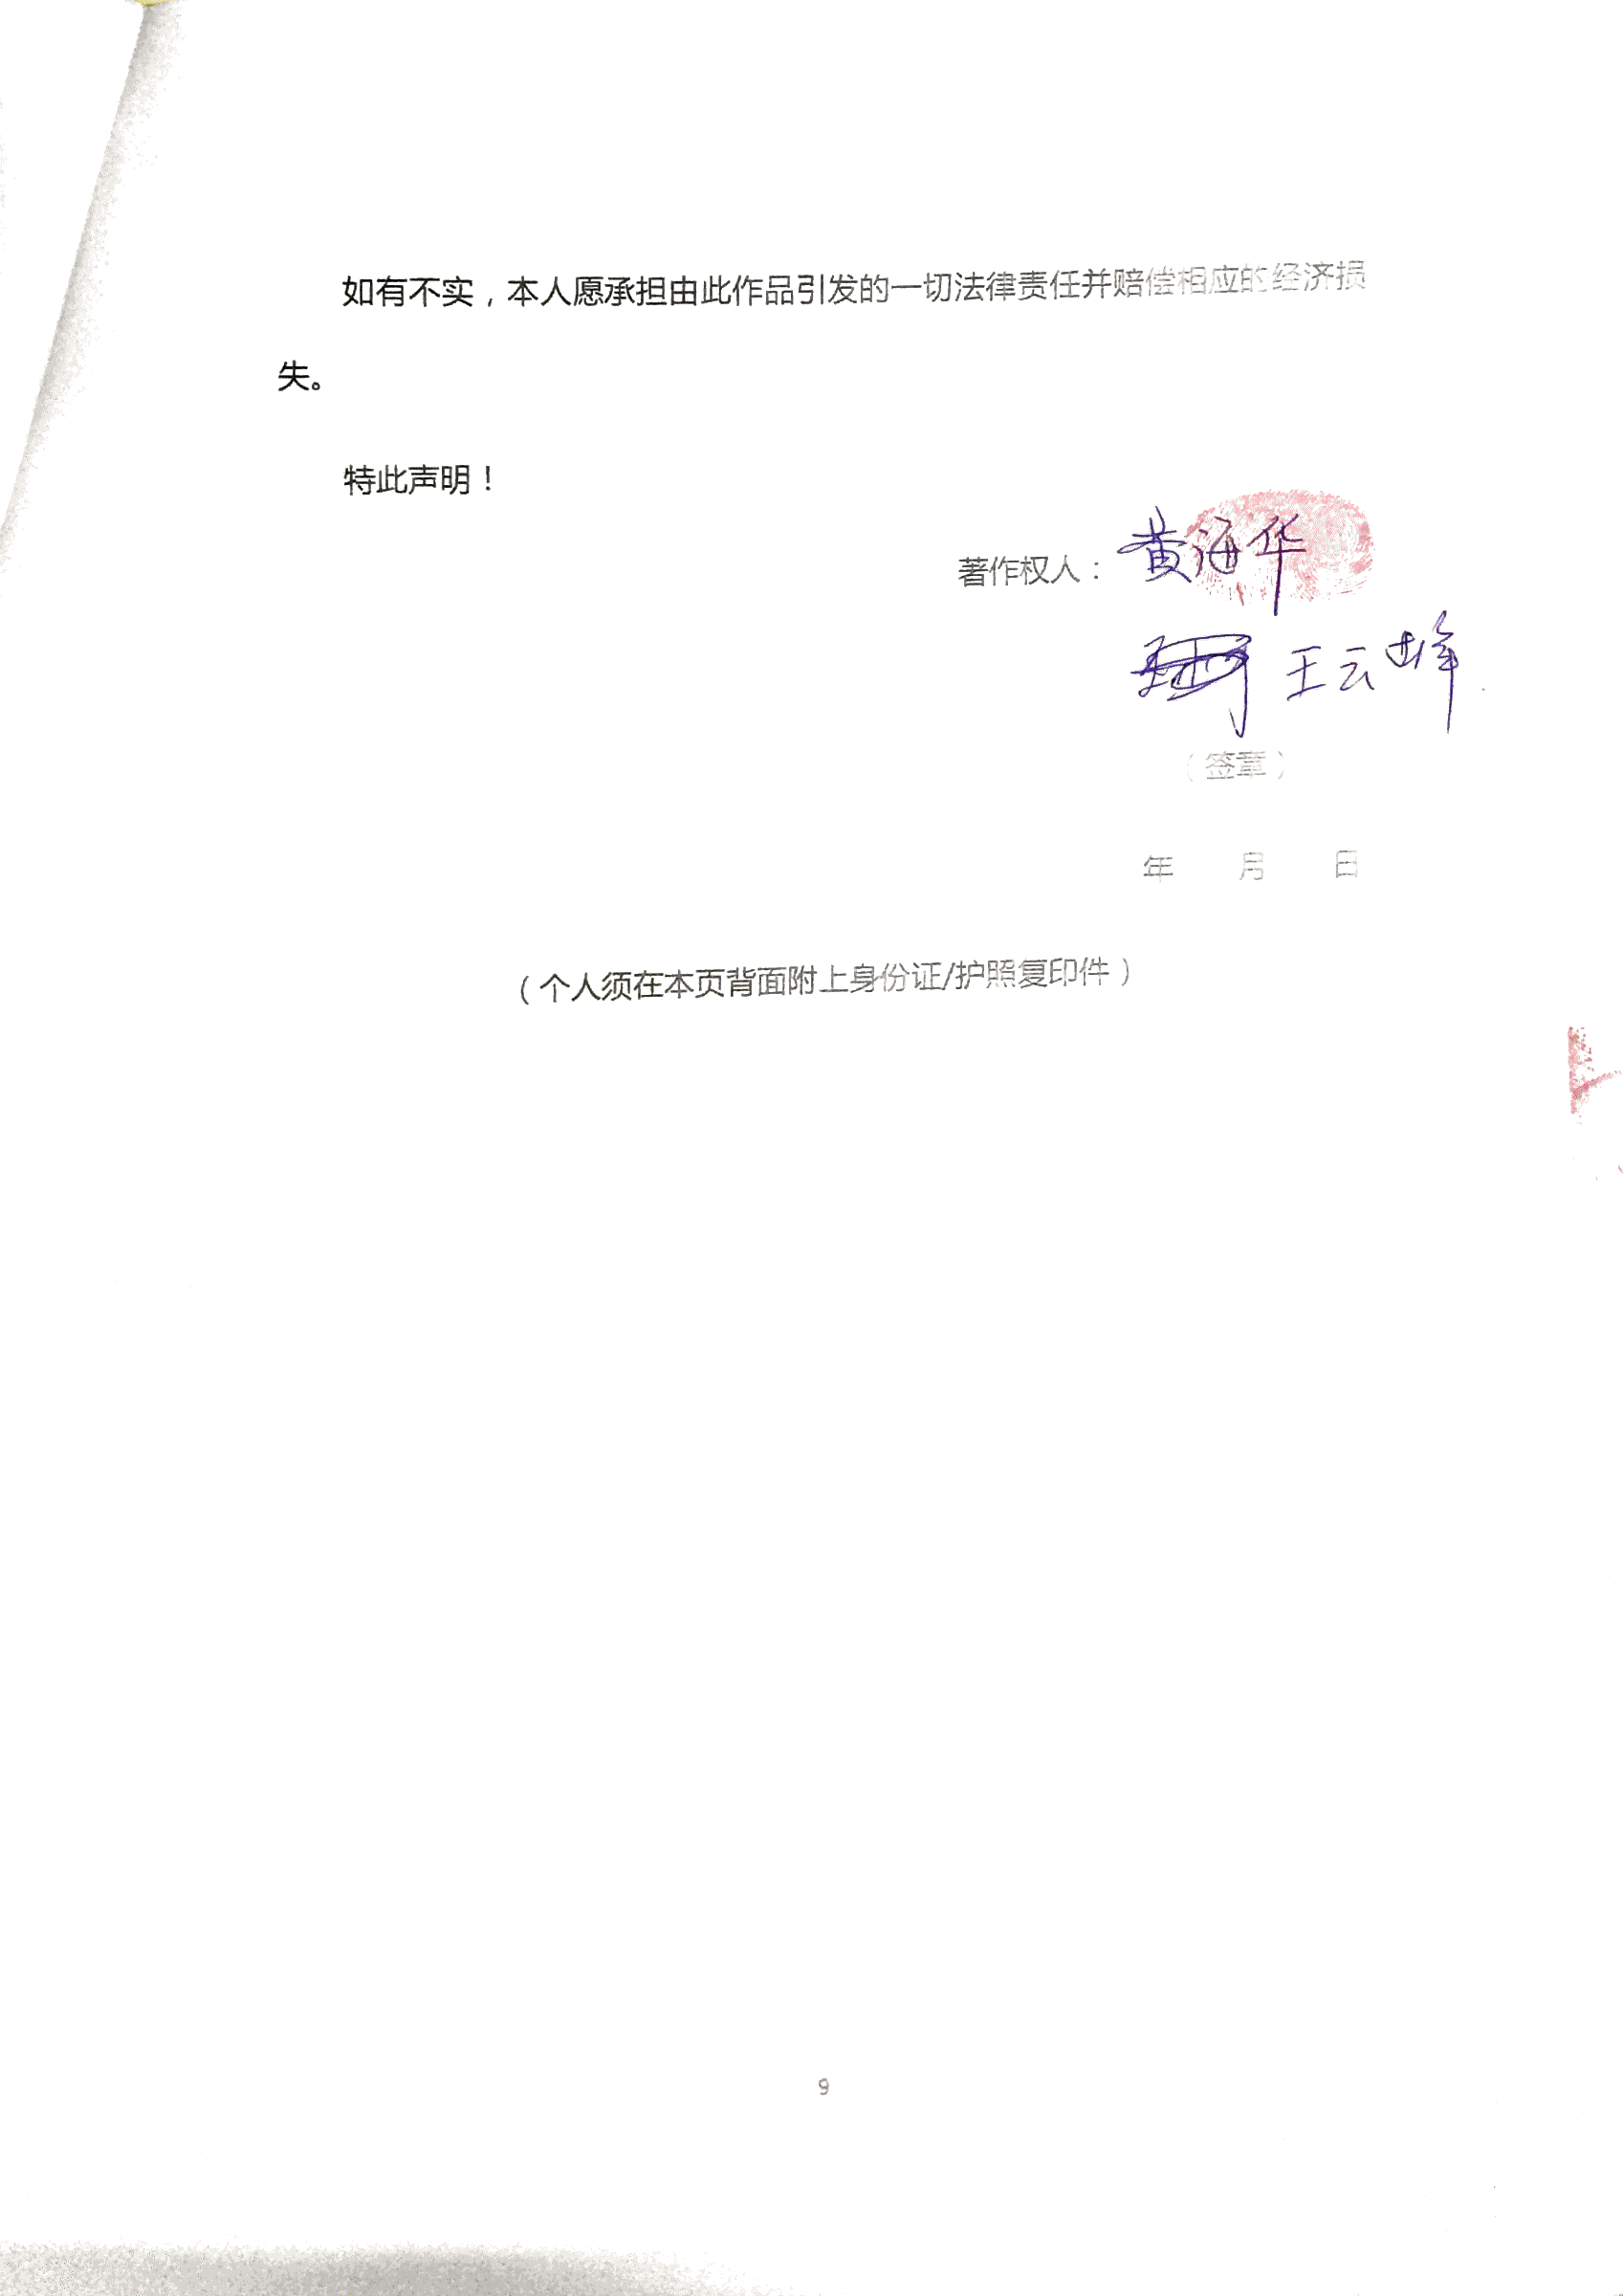 如有不实，本人愿承担由此作品引发的一切法律责任并赔偿相应的经济损
失。
特此声明！
著作权人：黄海华
王云峰
（签章）
年 月 日
（个人须在本页背面附上身份证/护照复印件）
9